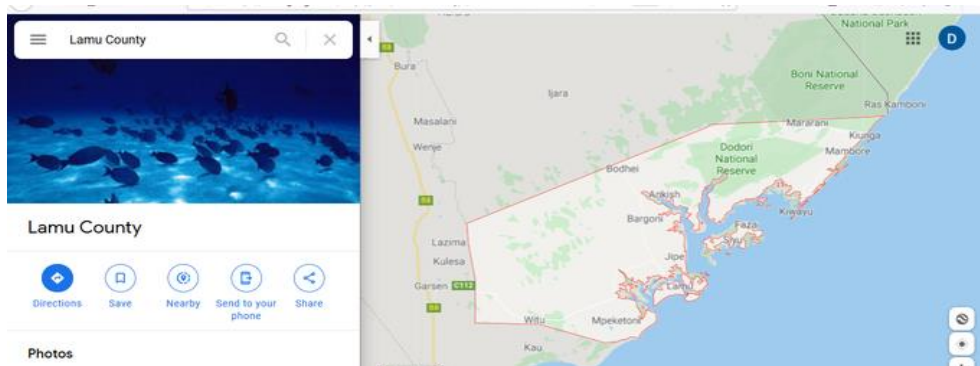 Lamu County
Lamu County
Directions
Save
Nearby
Send to your
phone
Share
Photos
National Park
D
Bura
Ijara
Boni National
Reserve
Ras Kamboni
Masalani
Mararani
Kiunga
Wenje
Dodori
National
Reserve
Mambore
Bodhei
Ankish
Kiwayu
Bargoni
Faza
Siyu
Lazima
Kulesa
Jipe
Garsen
C112
Lamu
Witu
Mpeketoni
Kau